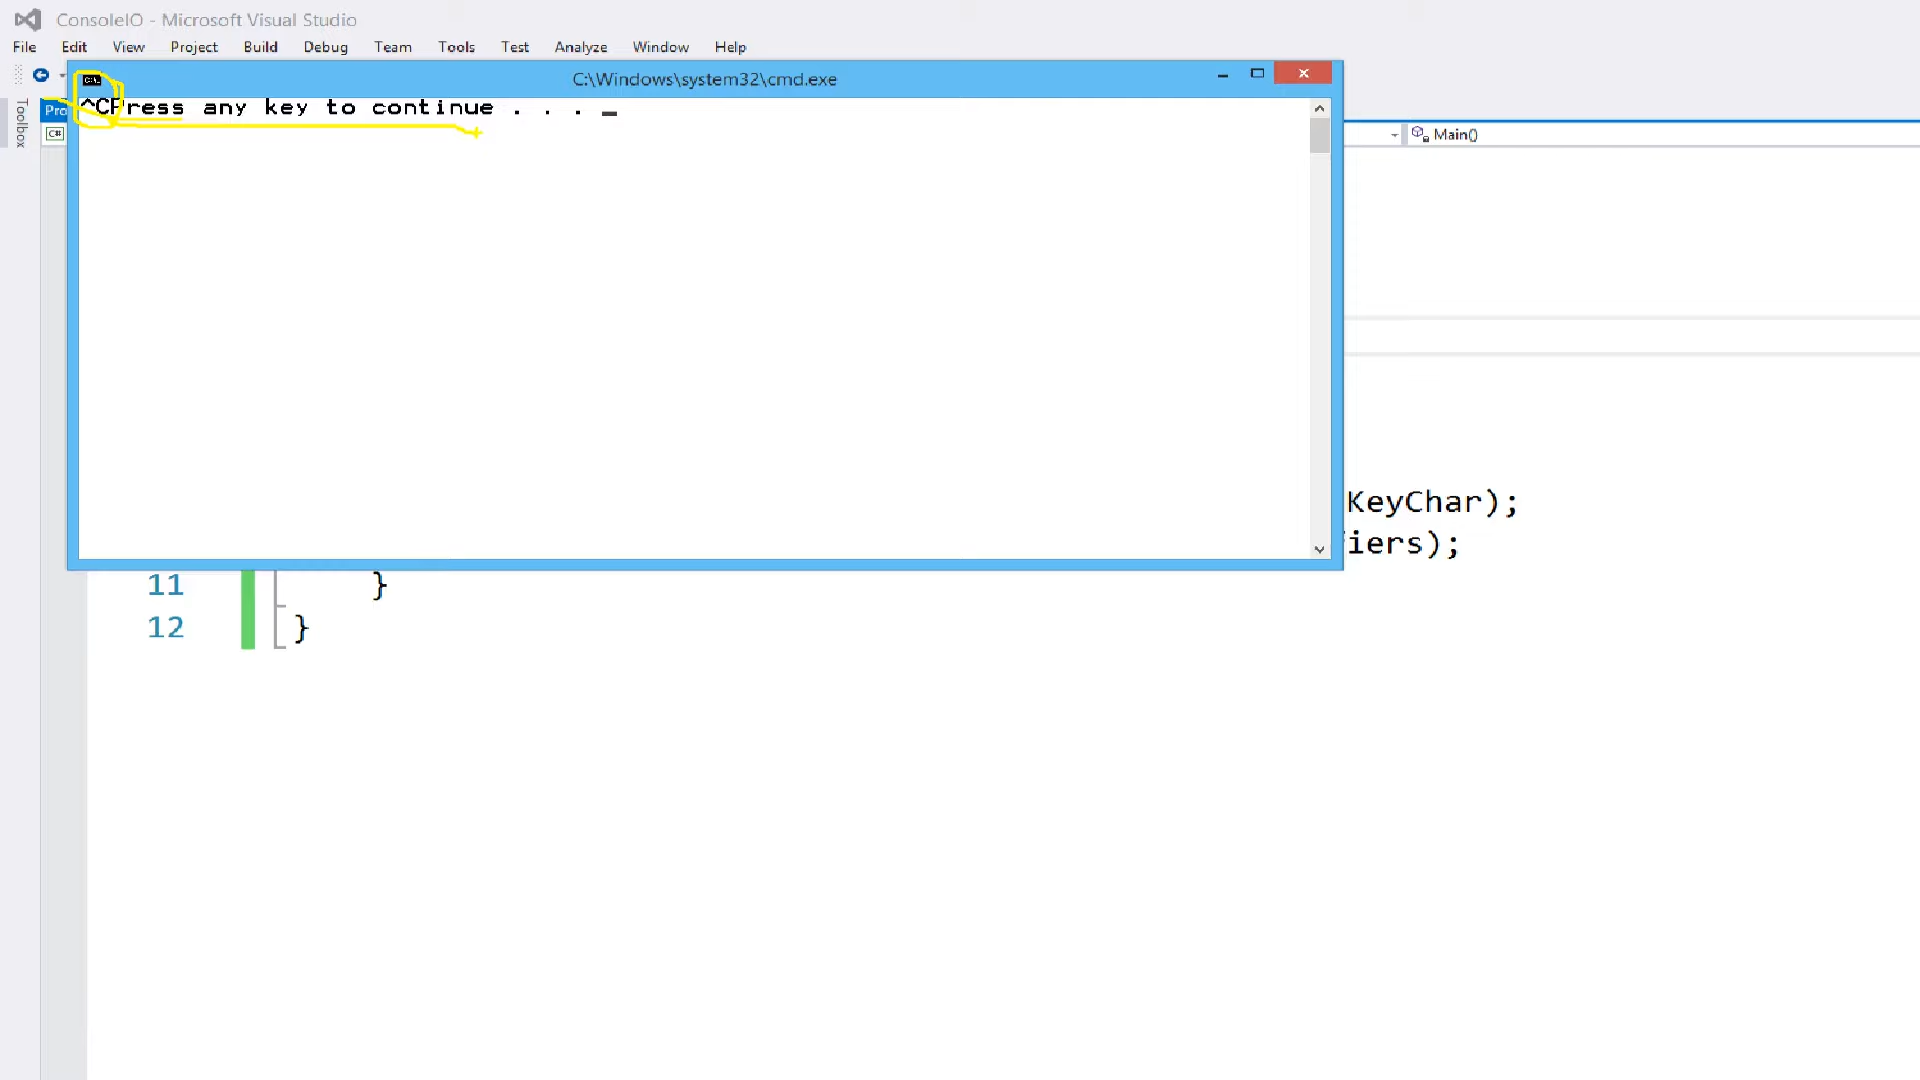 ConsoleIO - Microsoft Visual Studio
File Edit View Project Build Debug Team Tools Test Analyze Window Help
C:\Windows\system32\cmd.exe
^CPress any key to continue . . . _
Toolbox
Pro
C#
Main()
KeyChar);
iers);
11 }
12 }